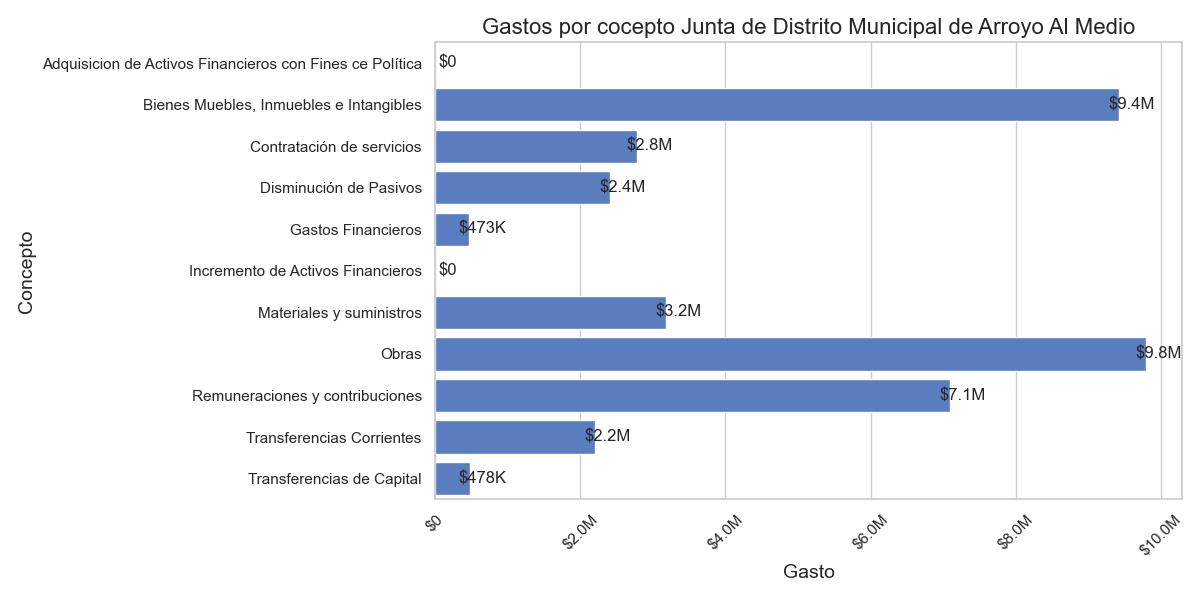 Gastos por cocepto Junta de Distrito Municipal de Arroyo Al Medio
Concepto
Adquisicion de Activos Financieros con Fines ce Política $0
Bienes Muebles, Inmuebles e Intangibles $9.4M
Contratación de servicios $2.8M
Disminución de Pasivos $2.4M
Gastos Financieros $473K
Incremento de Activos Financieros $0
Materiales y suministros $3.2M
Obras $9.8M
Remuneraciones y contribuciones $7.1M
Transferencias Corrientes $2.2M
Transferencias de Capital $478K
$0 $2.0M $4.0M $6.0M $8.0M $10.0M
Gasto